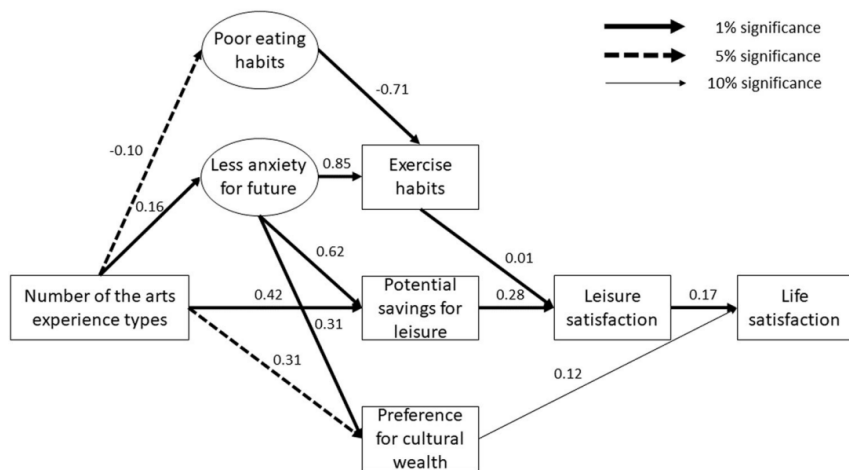 Poor eating
habits
1% significance
5% significance
10% significance
-0.71
-0.10
Less anxiety
for future
0.85
Exercise
habits
0.16
0.62
0.01
Number of the arts
experience types
0.42
Potential
savings for
leisure
0.28
Leisure
satisfaction
0.17
Life
satisfaction
0.31
0.31
0.12
Preference
for cultural
wealth